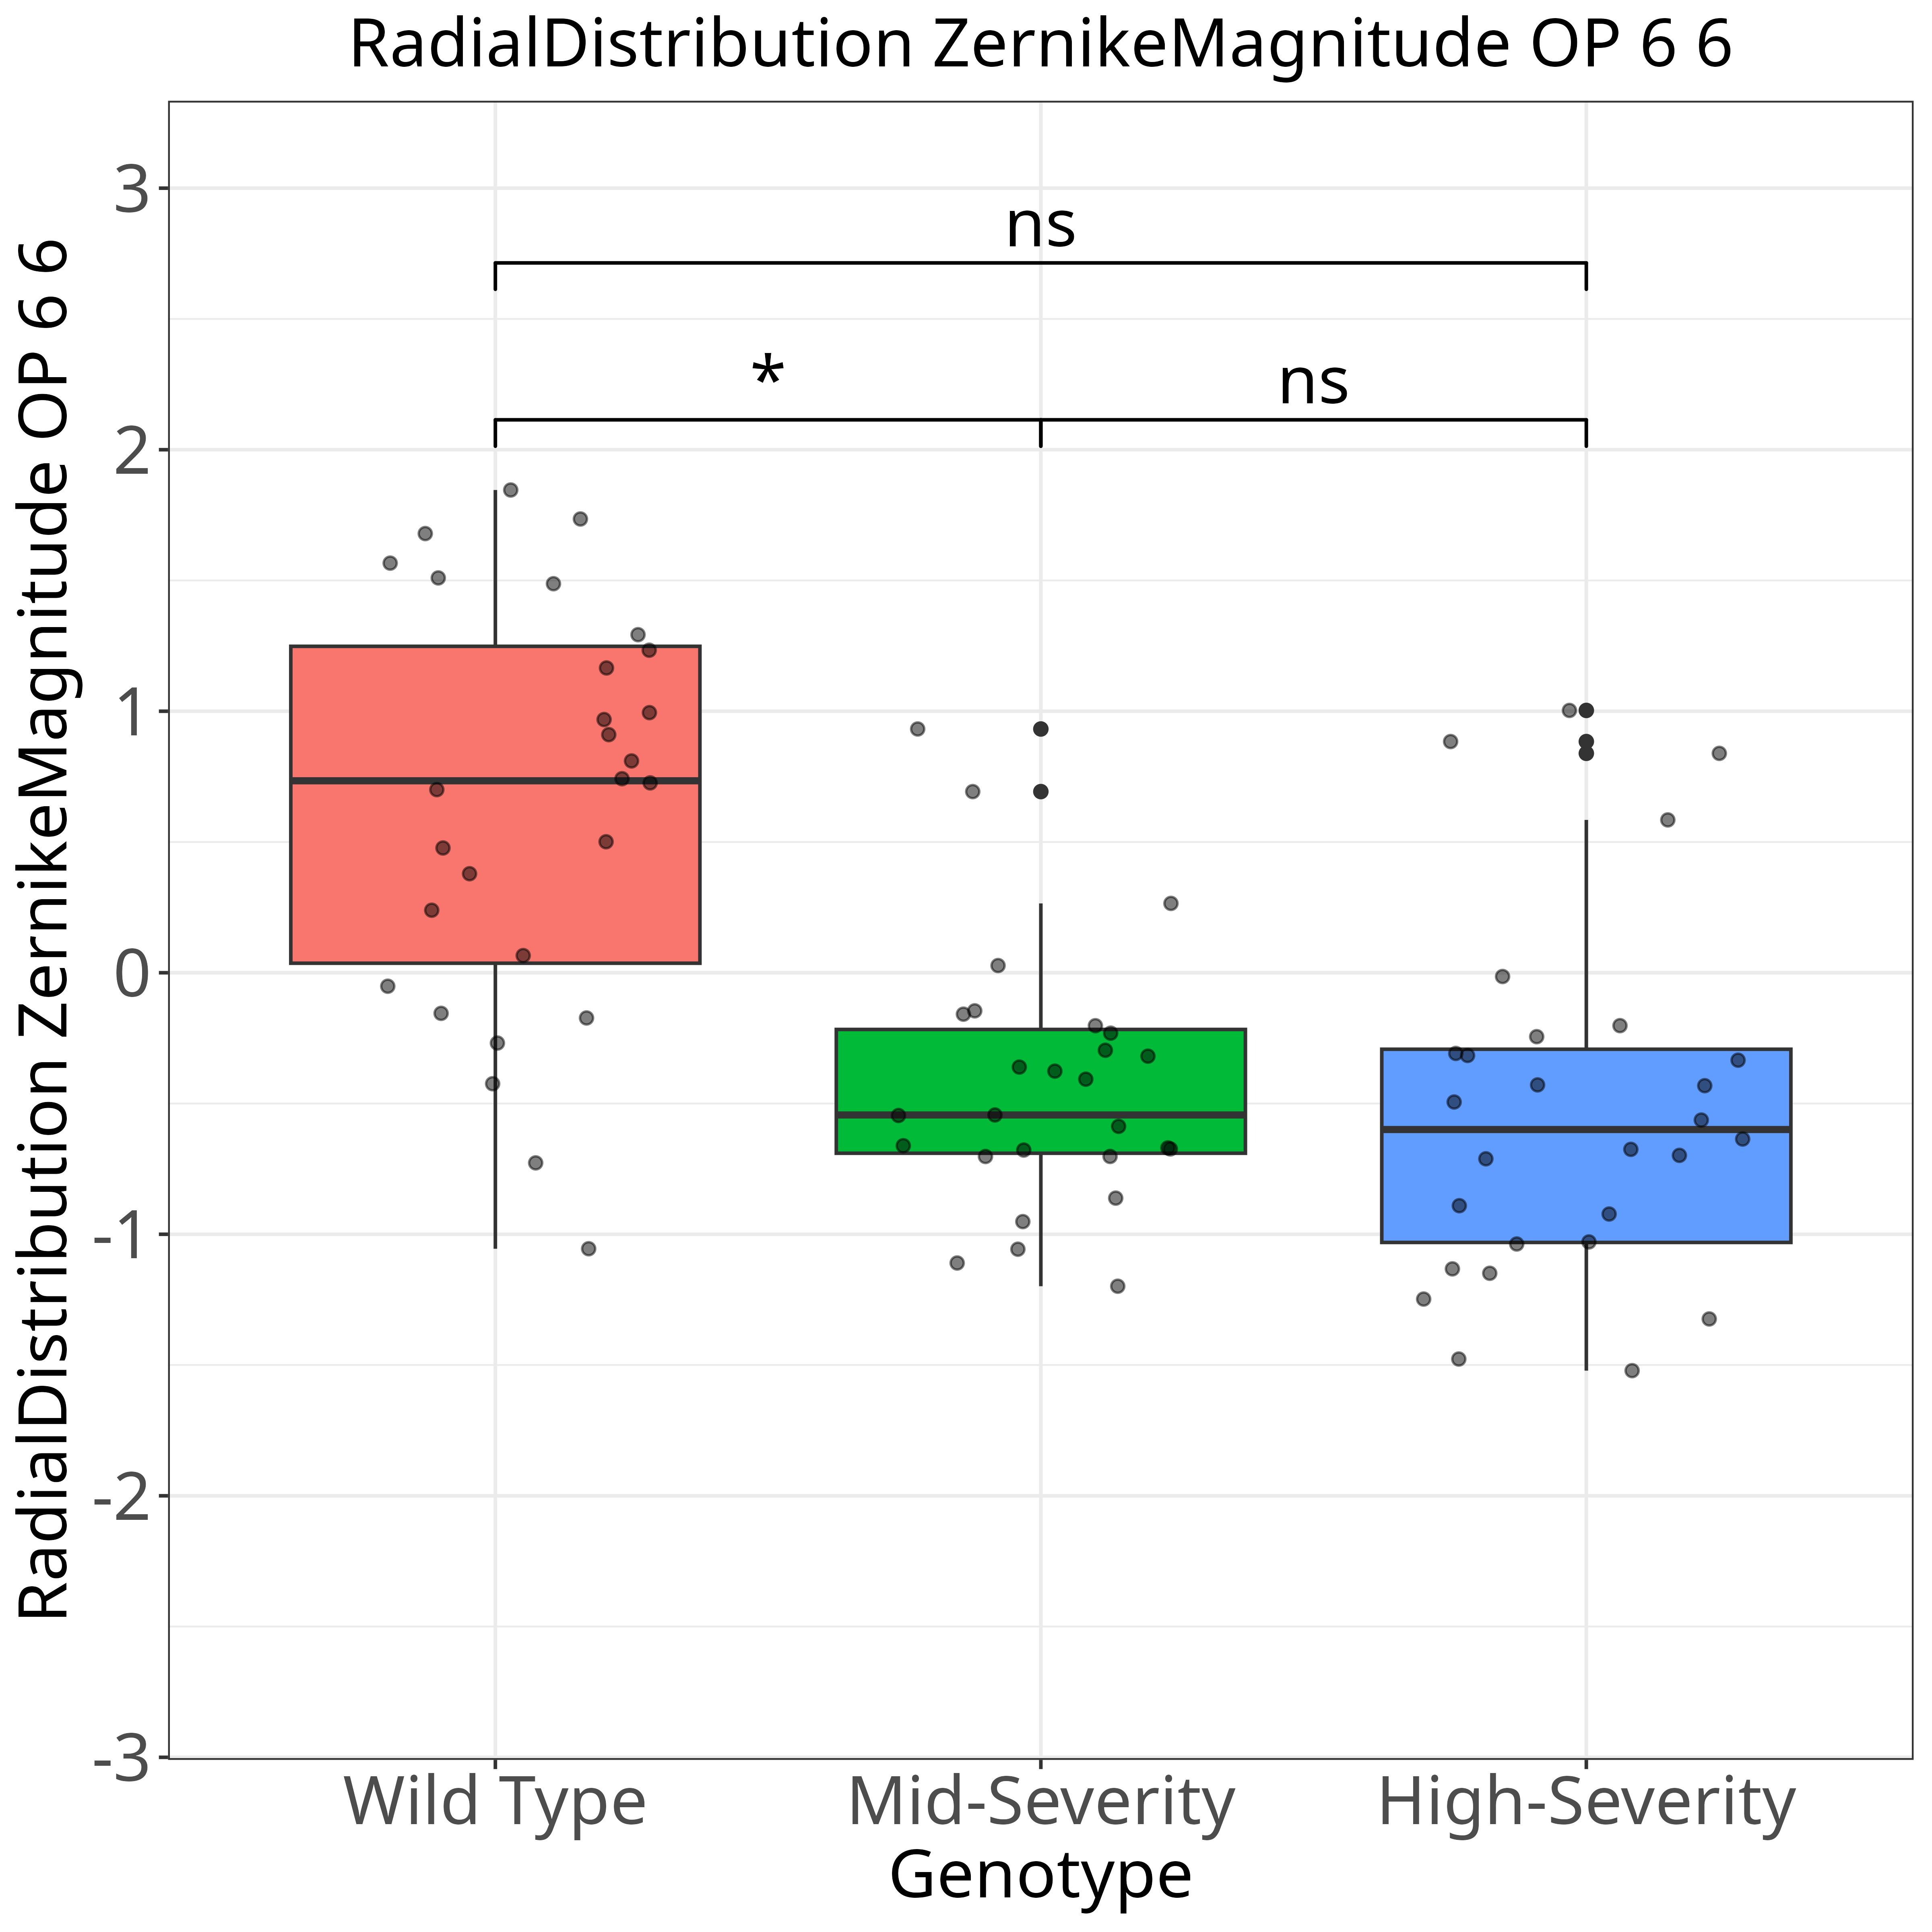 RadialDistribution ZernikeMagnitude OP 6 6
RadialDistribution ZernikeMagnitude OP 6 6
3
2
1
0
-1
-2
-3
ns
*
ns
Wild Type
Mid-Severity
High-Severity
Genotype